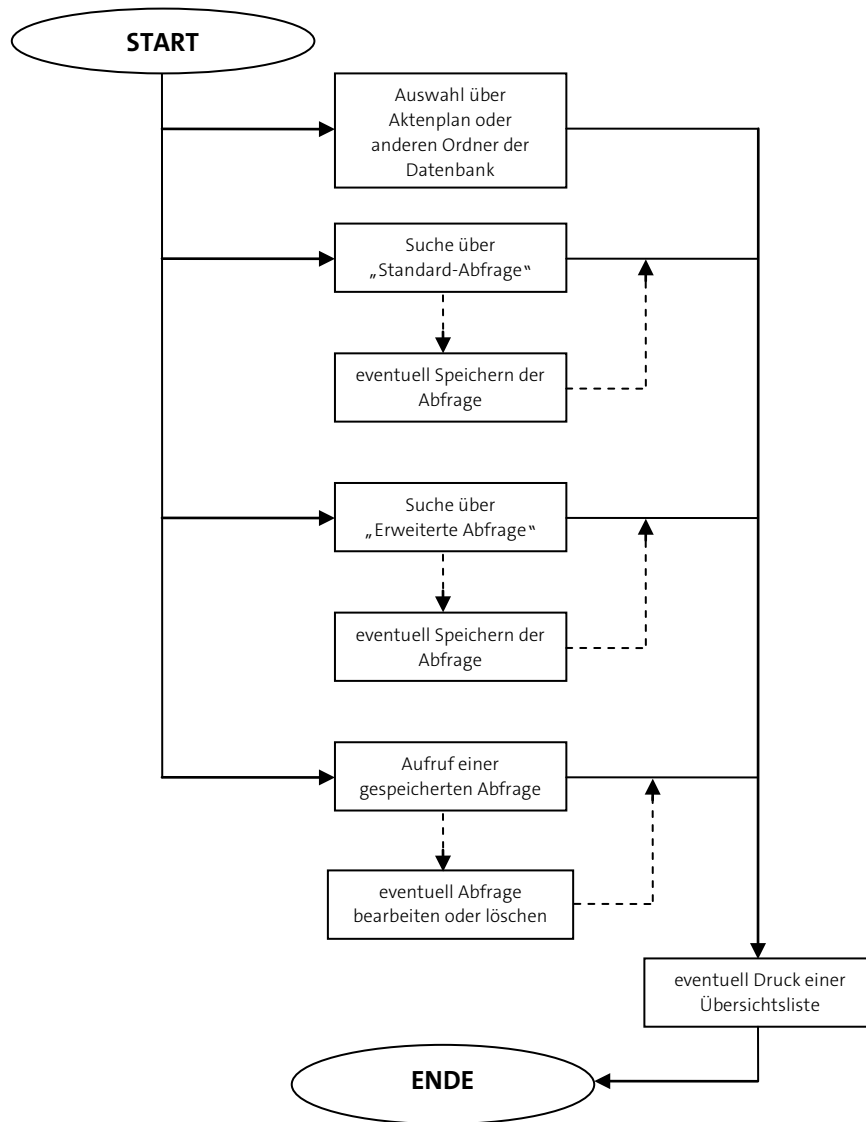 START
Auswahl über
Aktenplan oder
anderen Ordner der
Datenbank
Suche über
„Standard-Abfrage“
eventuell Speichern der
Abfrage
Suche über
„Erweiterte Abfrage“
eventuell Speichern der
Abfrage
Aufruf einer
gespeicherten Abfrage
eventuell Abfrage
bearbeiten oder löschen
eventuell Druck einer
Übersichtsliste
ENDE